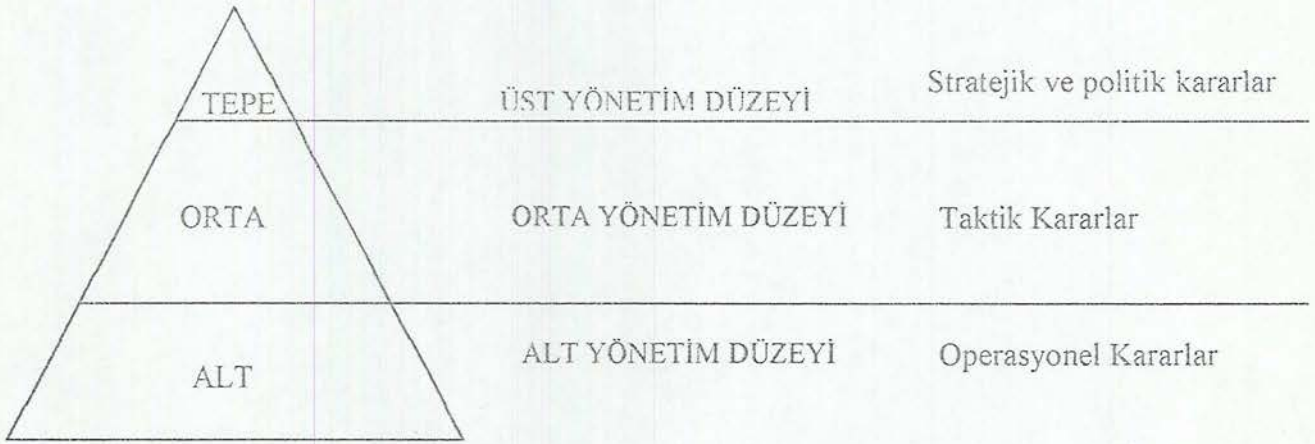 TEPE ÜST YÖNETİM DÜZEYİ Stratejik ve politik kararlar
ORTA ORTA YÖNETİM DÜZEYİ Taktik Kararlar
ALT ALT YÖNETİM DÜZEYİ Operasyonel Kararlar